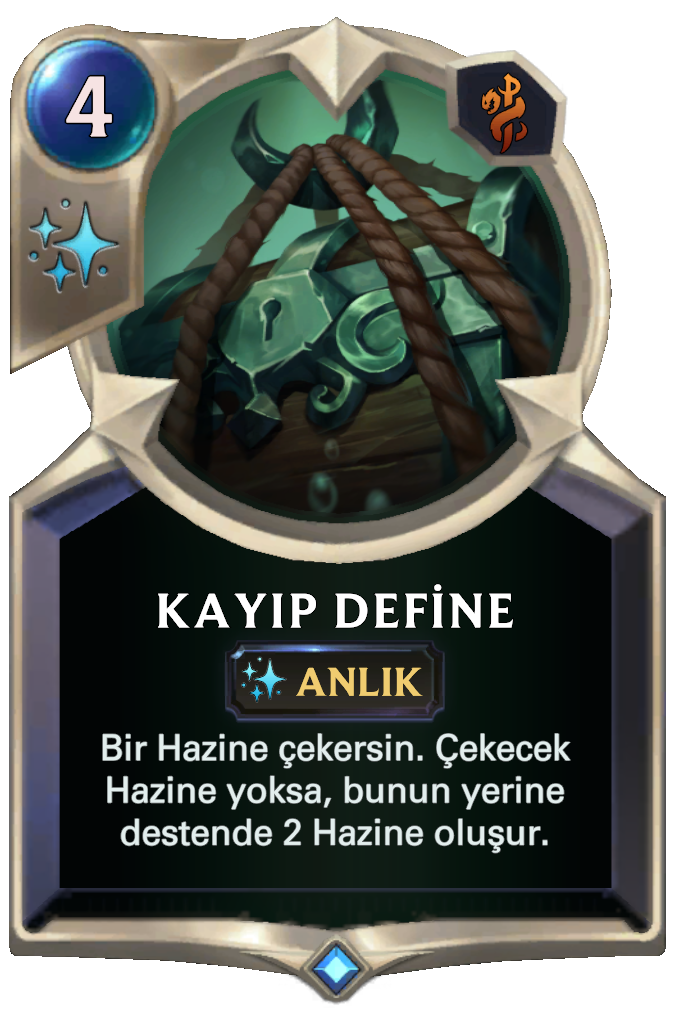 4
KAYIP DEFİNE
ANLIK
Bir Hazine çekersin. Çekecek
Hazine yoksa, bunun yerine
destende 2 Hazine oluşur.